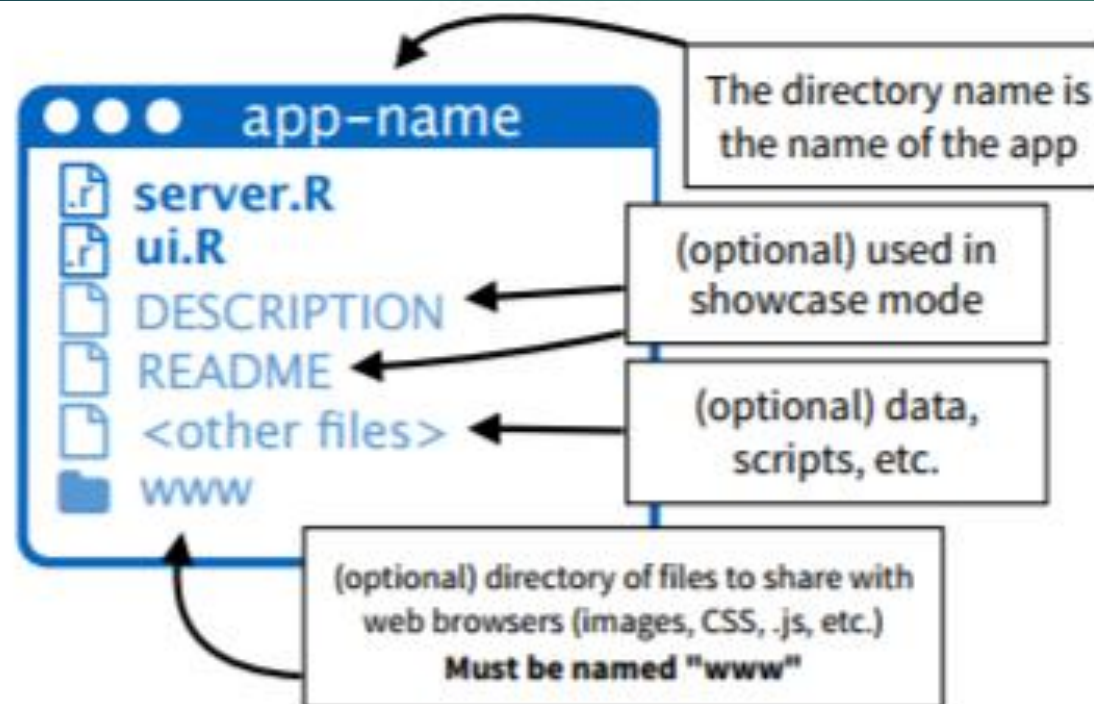 app-name
The directory name is
the name of the app
.r server.R
.r ui.R
DESCRIPTION
README
<other files>
www
(optional) used in
showcase mode
(optional) data,
scripts, etc.
(optional) directory of files to share with
web browsers (images, CSS, .js, etc.)
Must be named "www"